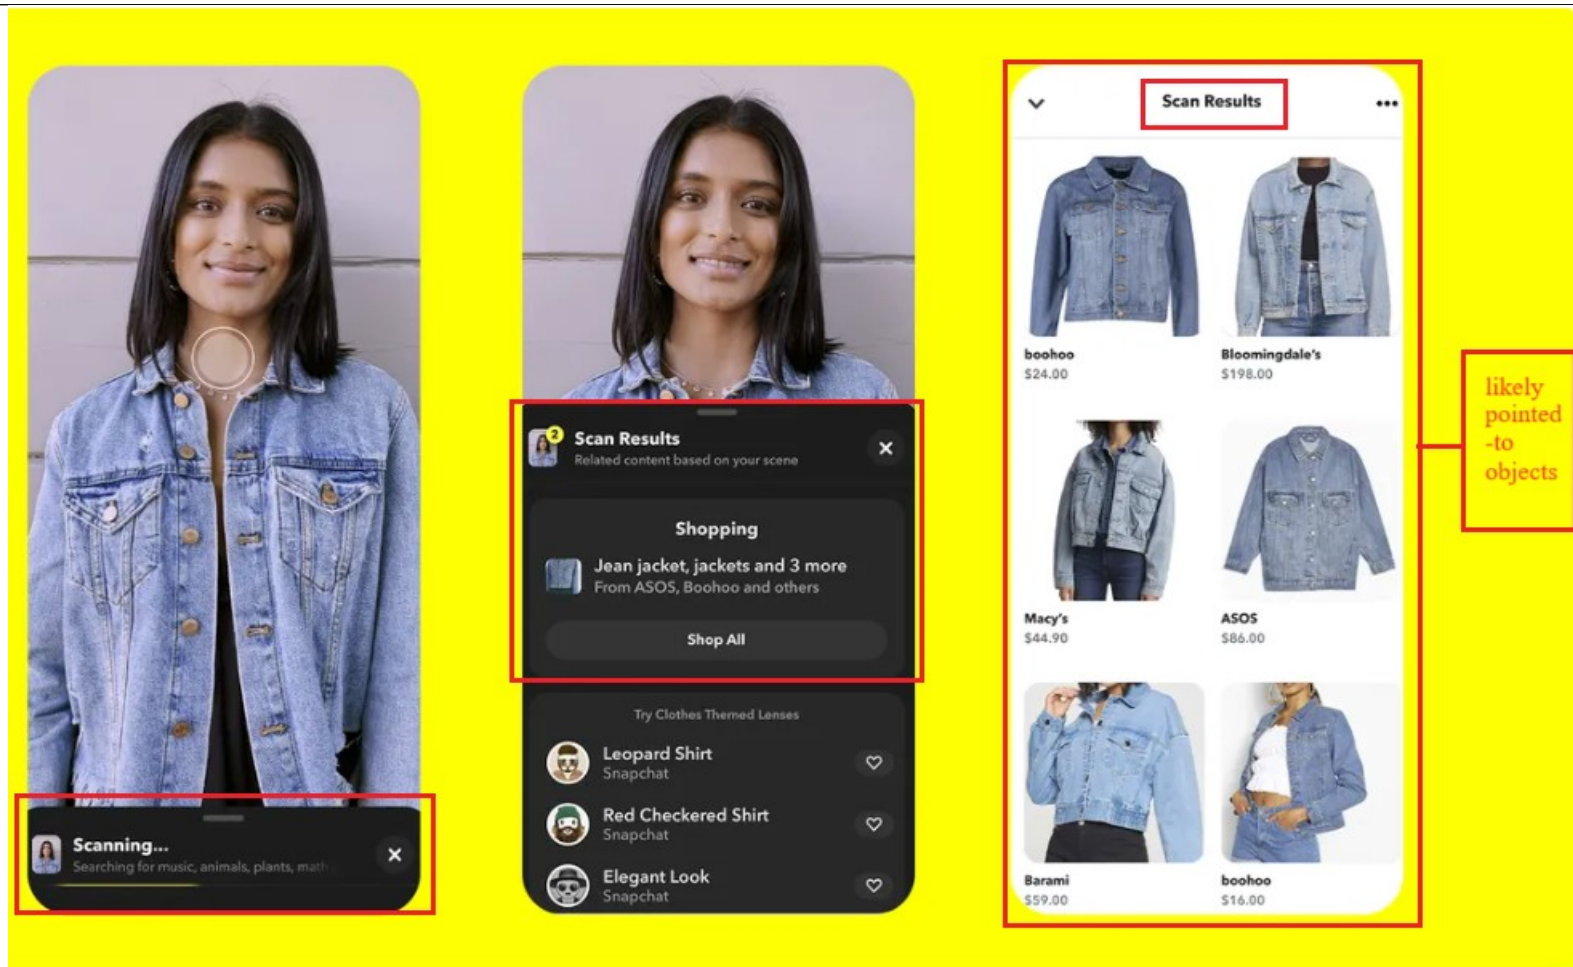 Scanning...
Searching for music, animals, plants, math
2
Scan Results
Related content based on your scene
Shopping
Jean jacket, jackets and 3 more
From ASOS, Boohoo and others
Shop All
Try Clothes Themed Lenses
Leopard Shirt
Snapchat
Red Checkered Shirt
Snapchat
Elegant Look
Snapchat
Scan Results
boohoo
$24.00
Bloomingdale's
$198.00
Macy's
$44.90
ASOS
$86.00
Barami
$59.00
boohoo
$16.00
likely
pointed
-to
objects